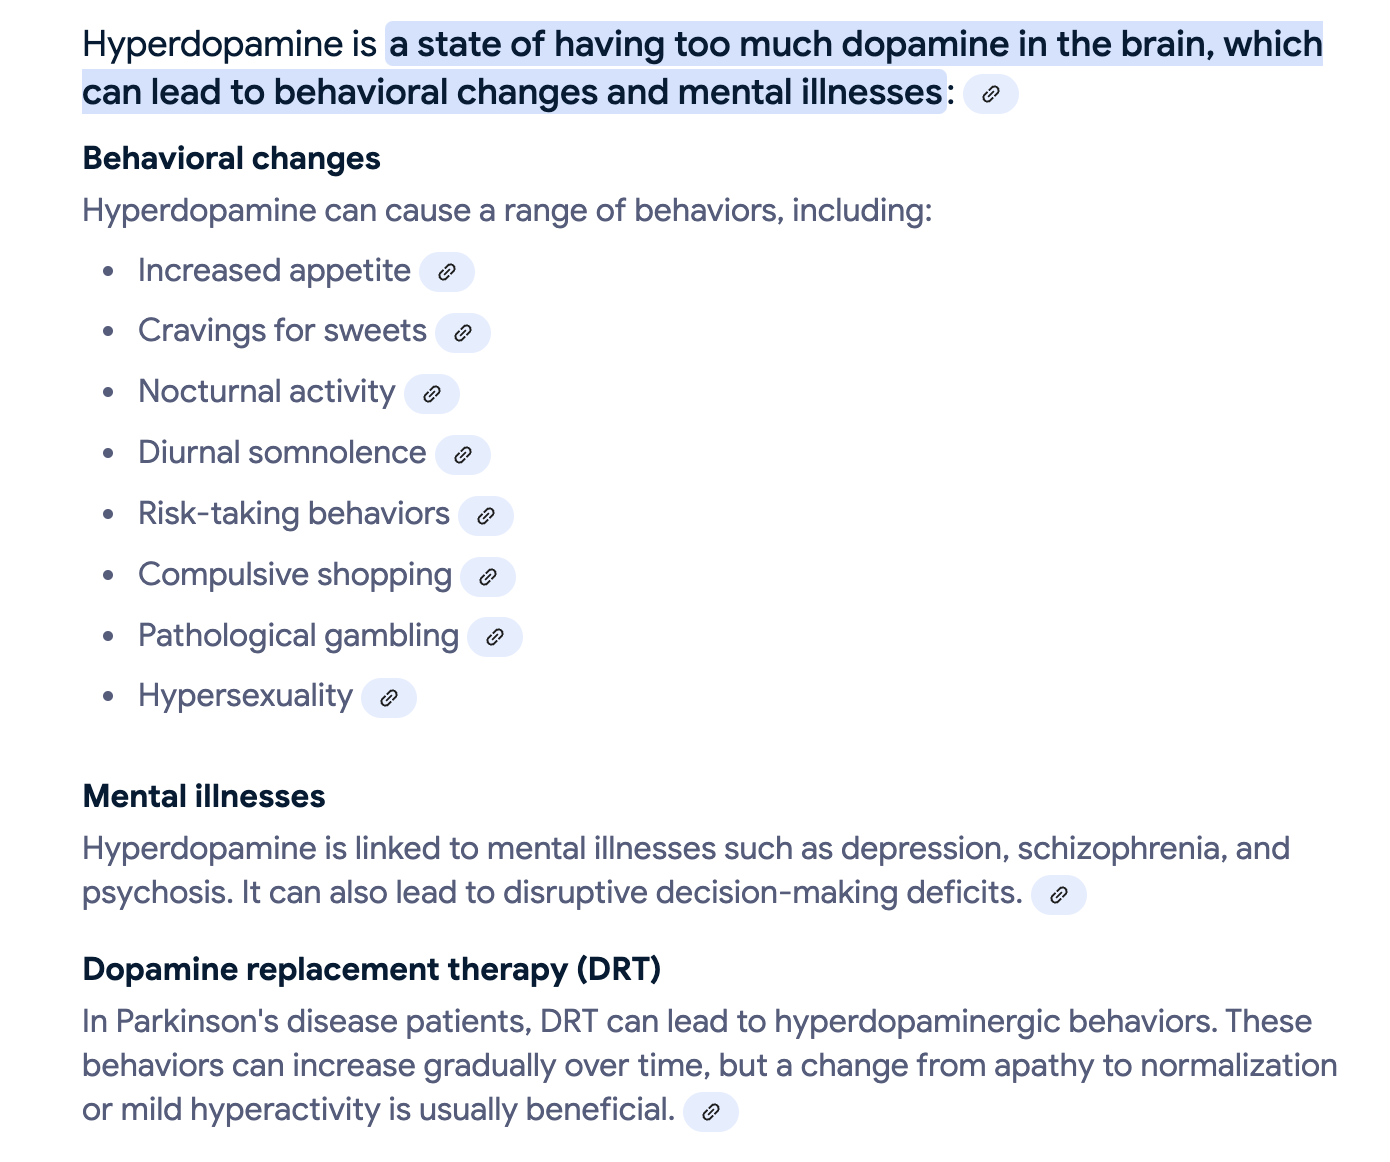 Hyperdopamine is a state of having too much dopamine in the brain, which
can lead to behavioral changes and mental illnesses:
Behavioral changes
Hyperdopamine can cause a range of behaviors, including:
• Increased appetite
• Cravings for sweets
• Nocturnal activity
• Diurnal somnolence
• Risk-taking behaviors
• Compulsive shopping
• Pathological gambling
• Hypersexuality
Mental illnesses
Hyperdopamine is linked to mental illnesses such as depression, schizophrenia, and
psychosis. It can also lead to disruptive decision-making deficits.
Dopamine replacement therapy (DRT)
In Parkinson's disease patients, DRT can lead to hyperdopaminergic behaviors. These
behaviors can increase gradually over time, but a change from apathy to normalization
or mild hyperactivity is usually beneficial.